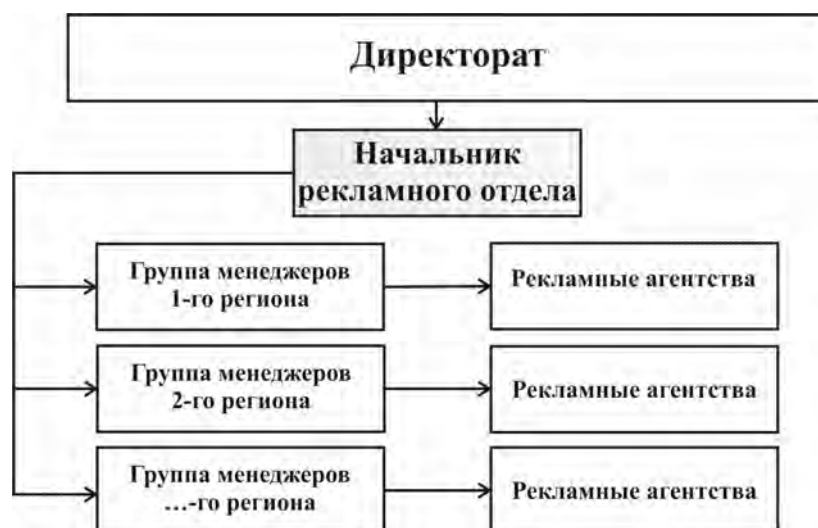 Директорат
Начальник
рекламного отдела
Группа менеджеров
1-го региона
Рекламные агентства
Группа менеджеров
2-го региона
Рекламные агентства
Группа менеджеров
...-го региона
Рекламные агентства